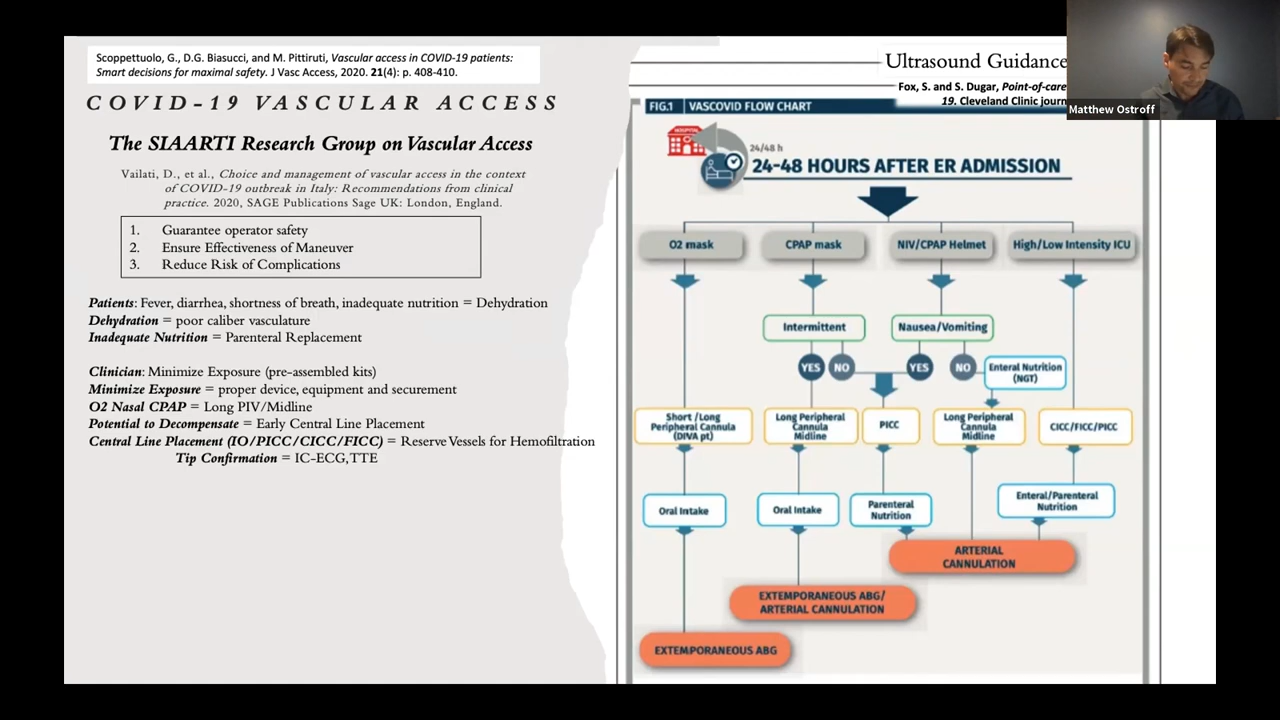 Scoppettuolo, G., D.G. Biasucci, and M. Pittiruti, Vascular access in COVID-19 patients:
Smart decisions for maximal safety. J Vasc Access, 2020. 21(4): p. 408-410.
COVID-19 VASCULAR ACCESS
The SIAARTI Research Group on Vascular Access
Vailati, D., et al., Choice and management of vascular access in the context
of COVID-19 outbreak in Italy: Recommendations from clinical
practice. 2020, SAGE Publications Sage UK: London, England.
1. Guarantee operator safety
2. Ensure Effectiveness of Maneuver
3. Reduce Risk of Complications
Patients: Fever, diarrhea, shortness of breath, inadequate nutrition = Dehydration
Dehydration = poor caliber vasculature
Inadequate Nutrition = Parenteral Replacement
Clinician: Minimize Exposure (pre-assembled kits)
Minimize Exposure = proper device, equipment and securement
O2 Nasal CPAP = Long PIV/Midline
Potential to Decompensate = Early Central Line Placement
Central Line Placement (IO/PICC/CICC/FICC) = Reserve Vessels for Hemofiltration
Tip Confirmation = IC-ECG, TTE
Ultrasound Guidance
Fox, S. and S. Dugar, Point-of-care
19. Cleveland Clinic journ
Matthew Ostroff
FIG.1 VASCOVID FLOW CHART
HOSPITAL
24/48 h
24-48 HOURS AFTER ER ADMISSION
O2 mask
CPAP mask
NIV/CPAP Helmet
High/Low Intensity ICU
Intermittent
Nausea/Vomiting
YES
NO
YES
NO
Enteral Nutrition
(NGT)
Short /Long
Peripheral Cannula
(DIVA pt)
Long Peripheral
Cannula
Midline
PICC
Long Peripheral
Cannula
Midline
CICC/FICC/PICC
Oral Intake
Oral Intake
Parenteral
Nutrition
Enteral/Parenteral
Nutrition
ARTERIAL
CANNULATION
EXTEMPORANEOUS ABG/
ARTERIAL CANNULATION
EXTEMPORANEOUS ABG